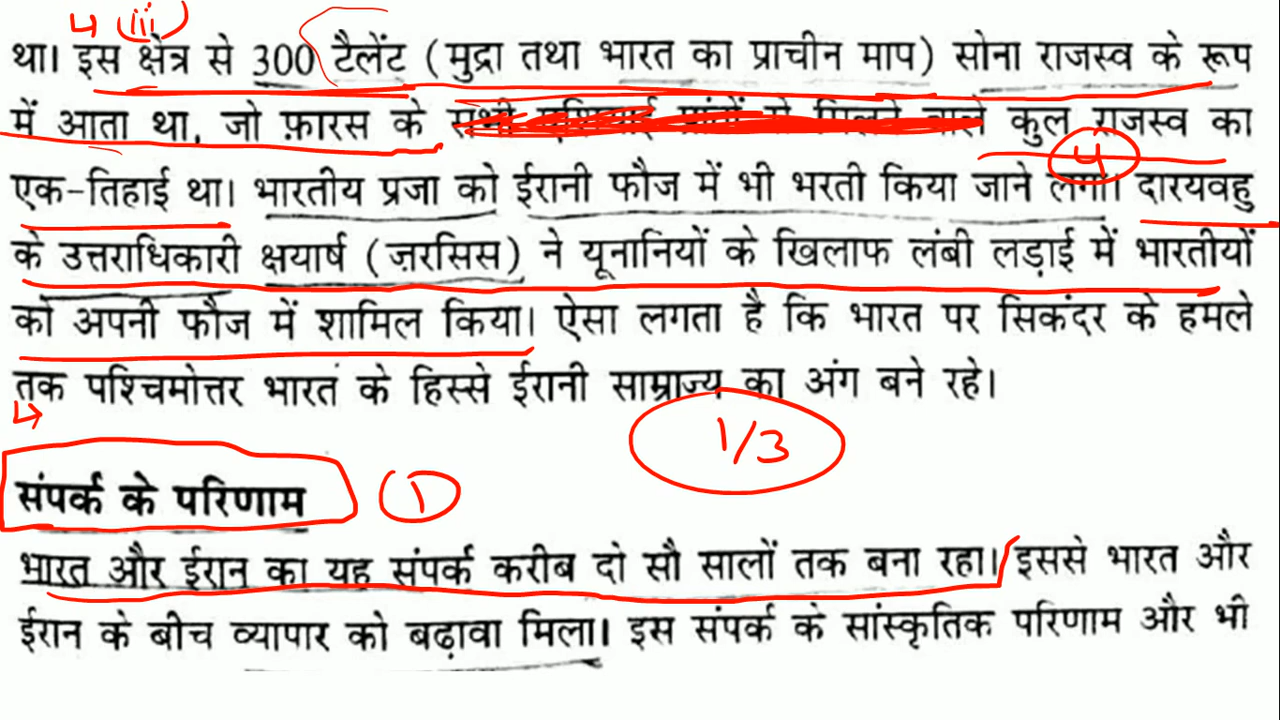 4 (iii)
था। इस क्षेत्र से 300 टैलेंट (मुद्रा तथा भारत का प्राचीन माप) सोना राजस्व के रूप
में आता था, जो फ़ारस के सभी एशियाई प्रांतों से मिलने वाले कुल राजस्व का
4
एक-तिहाई था। भारतीय प्रजा को ईरानी फौज में भी भरती किया जाने लगा। दारयवहु
के उत्तराधिकारी क्षयार्ष (ज़रसिस) ने यूनानियों के खिलाफ लंबी लड़ाई में भारतीयों
को अपनी फौज में शामिल किया। ऐसा लगता है कि भारत पर सिकंदर के हमले
तक पश्चिमोत्तर भारत के हिस्से ईरानी साम्राज्य का अंग बने रहे।
1/3
संपर्क के परिणाम 1
भारत और ईरान का यह संपर्क करीब दो सौ सालों तक बना रहा। इससे भारत और
ईरान के बीच व्यापार को बढ़ावा मिला। इस संपर्क के सांस्कृतिक परिणाम और भी